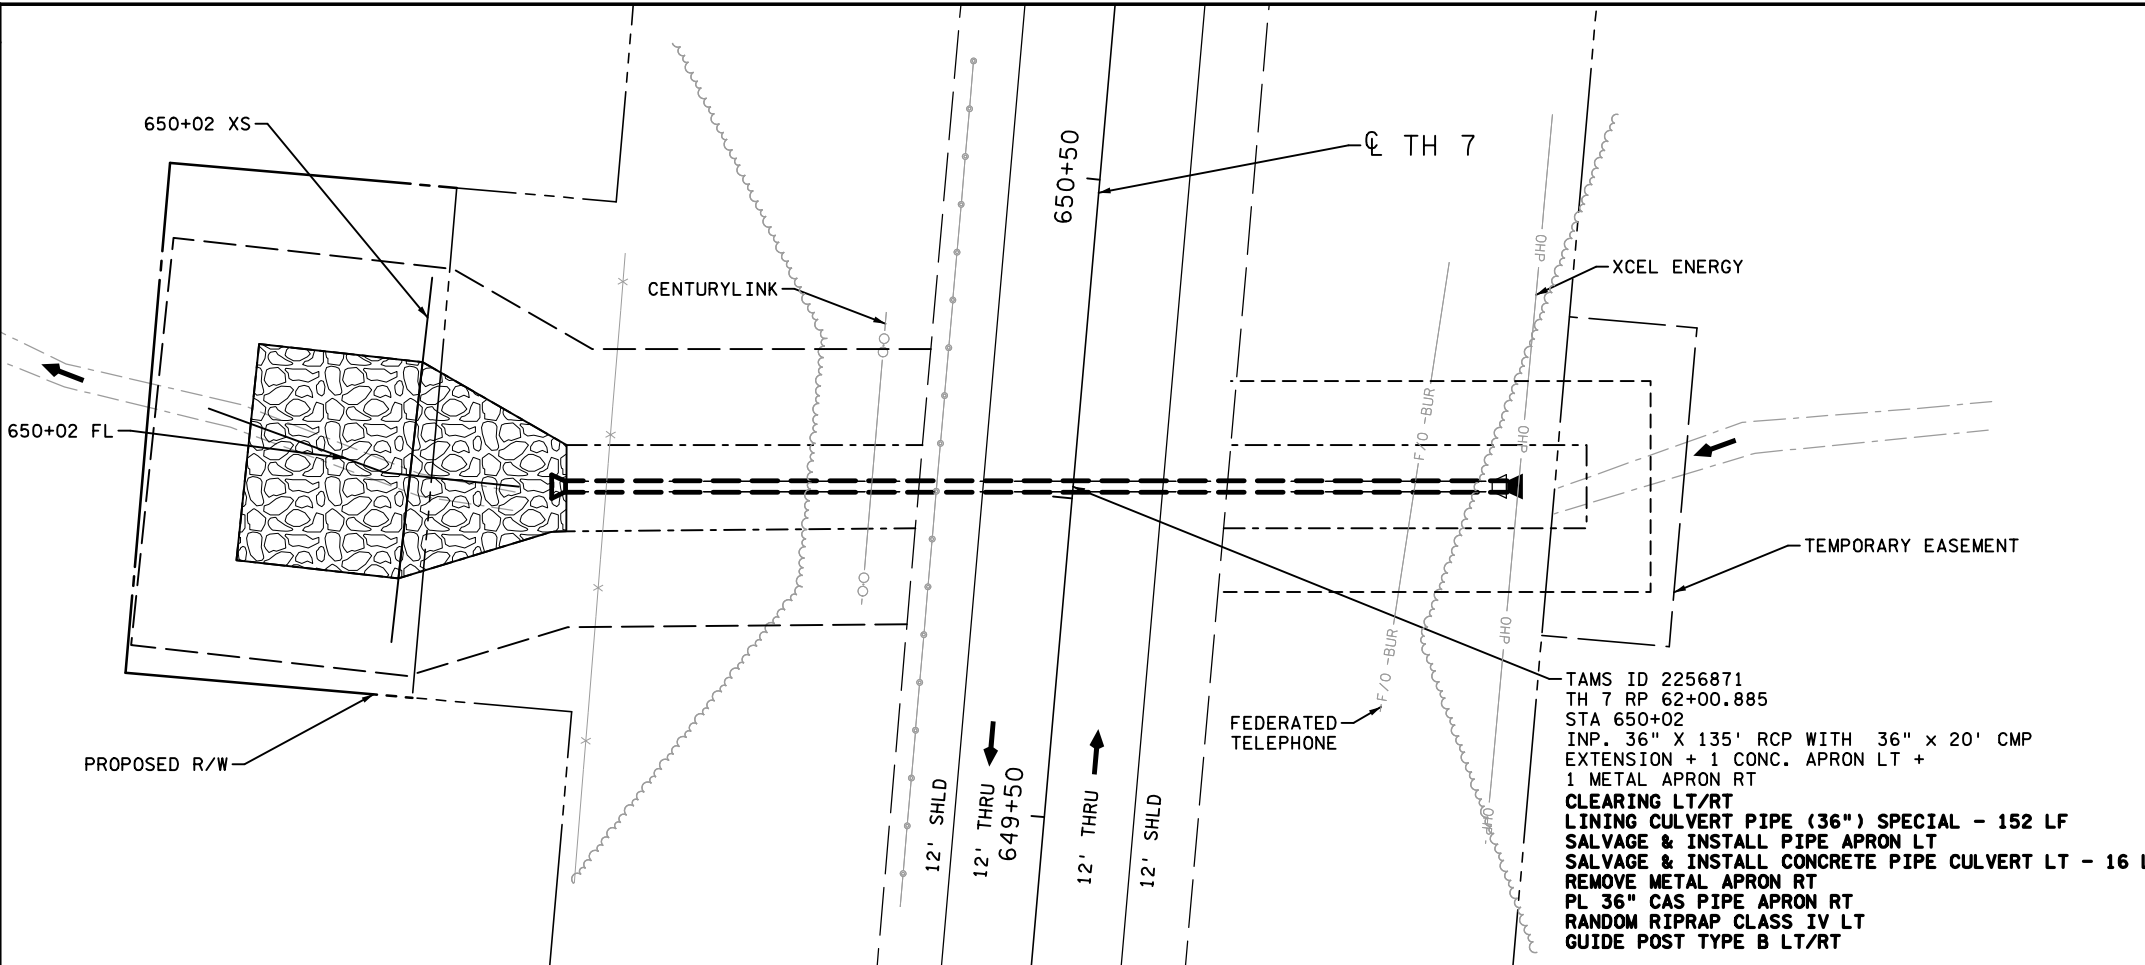 650+02 XS
650+50
℄ TH 7
CENTURYLINK
XCEL ENERGY
OHP
650+02 FL
F/O -BUR
OHP
TEMPORARY EASEMENT
OHP
F/O -BUR
FEDERATED
TELEPHONE
PROPOSED R/W
12' SHLD
12' THRU
649+50
12' THRU
12' SHLD
OHP
TAMS ID 2256871
TH 7 RP 62+00.885
STA 650+02
INP. 36" X 135' RCP WITH 36" x 20' CMP
EXTENSION + 1 CONC. APRON LT +
1 METAL APRON RT
CLEARING LT/RT
LINING CULVERT PIPE (36") SPECIAL - 152 LF
SALVAGE & INSTALL PIPE APRON LT
SALVAGE & INSTALL CONCRETE PIPE CULVERT LT - 16 L
REMOVE METAL APRON RT
PL 36" CAS PIPE APRON RT
RANDOM RIPRAP CLASS IV LT
GUIDE POST TYPE B LT/RT